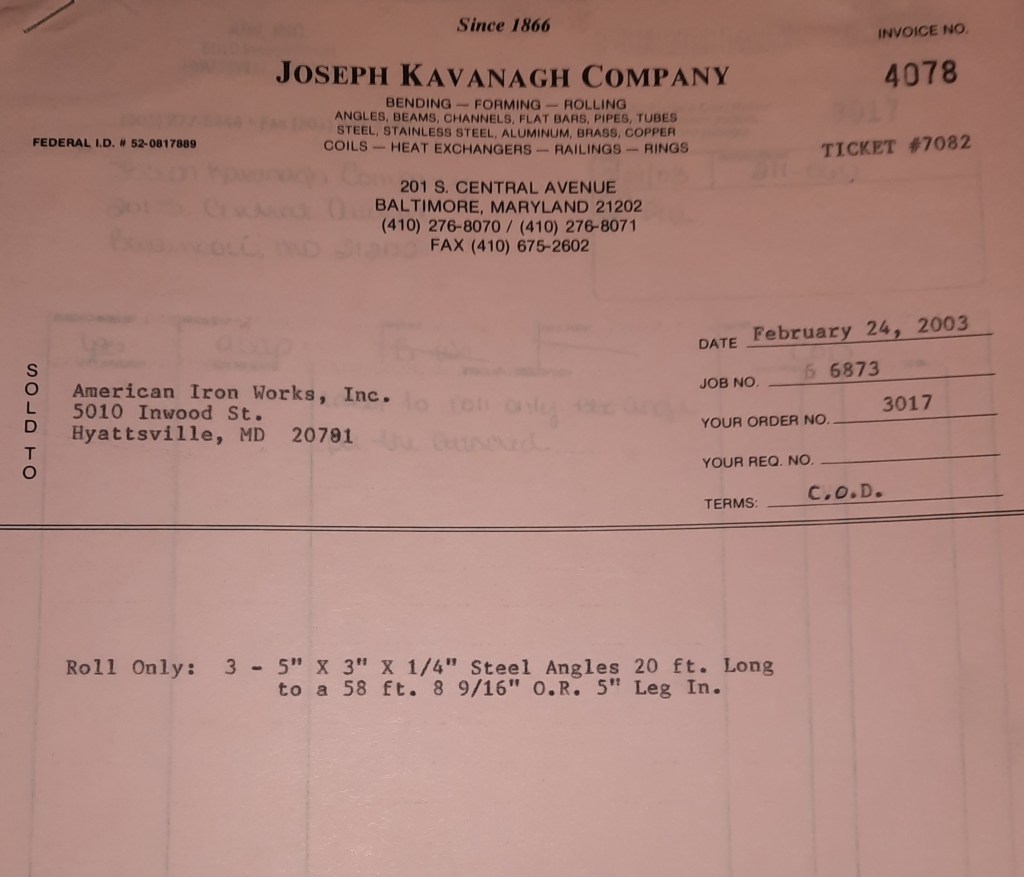 Since 1866
INVOICE NO.
JOSEPH KAVANAGH COMPANY
4078
BENDING — FORMING — ROLLING
ANGLES, BEAMS, CHANNELS, FLAT BARS, PIPES, TUBES
STEEL, STAINLESS STEEL, ALUMINUM, BRASS, COPPER
COILS — HEAT EXCHANGERS — RAILINGS — RINGS
FEDERAL I.D. # 52-0817889
TICKET #7082
201 S. CENTRAL AVENUE
BALTIMORE, MARYLAND 21202
(410) 276-8070 / (410) 276-8071
FAX (410) 675-2602
DATE February 24, 2003
JOB NO. 6873
YOUR ORDER NO. 3017
YOUR REQ. NO.
TERMS: C.O.D.
SOLD TO
American Iron Works, Inc.
5010 Inwood St.
Hyattsville, MD 20781
Roll Only: 3 - 5" X 3" X 1/4" Steel Angles 20 ft. Long
to a 58 ft. 8 9/16" O.R. 5" Leg In.